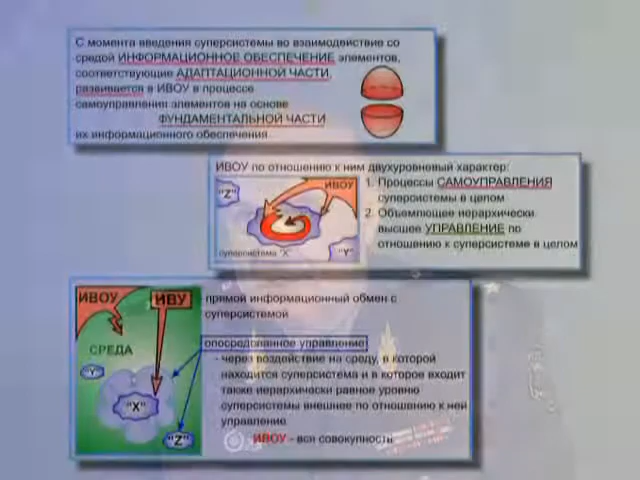 С момента введения суперсистемы во взаимодействие со
средой ИНФОРМАЦИОННОЕ ОБЕСПЕЧЕНИЕ элементов,
соответствующие АДАПТАЦИОННОЙ ЧАСТИ,
развивается в ИВОУ в процессе
самоуправления элементов на основе
ФУНДАМЕНТАЛЬНОЙ ЧАСТИ
их информационного обеспечения
ИВОУ по отношению к ним двухуровневый характер:
"Z"
ИВОУ
суперсистема "X"
"Y"
1. Процессы САМОУПРАВЛЕНИЯ
суперсистемы в целом
2. Объемлющее иерархически
высшее УПРАВЛЕНИЕ по
отношению к суперсистеме в целом
ИВОУ
ИВУ
СРЕДА
"Y"
"X"
"Z"
прямой информационный обмен с
суперсистемой
опосредованное управление
- через воздействие на среду, в которой
находится суперсистема и в которое входит
также иерархически равное уровню
суперсистемы внешнее по отношению к ней
управление
ИВОУ - вся совокупность